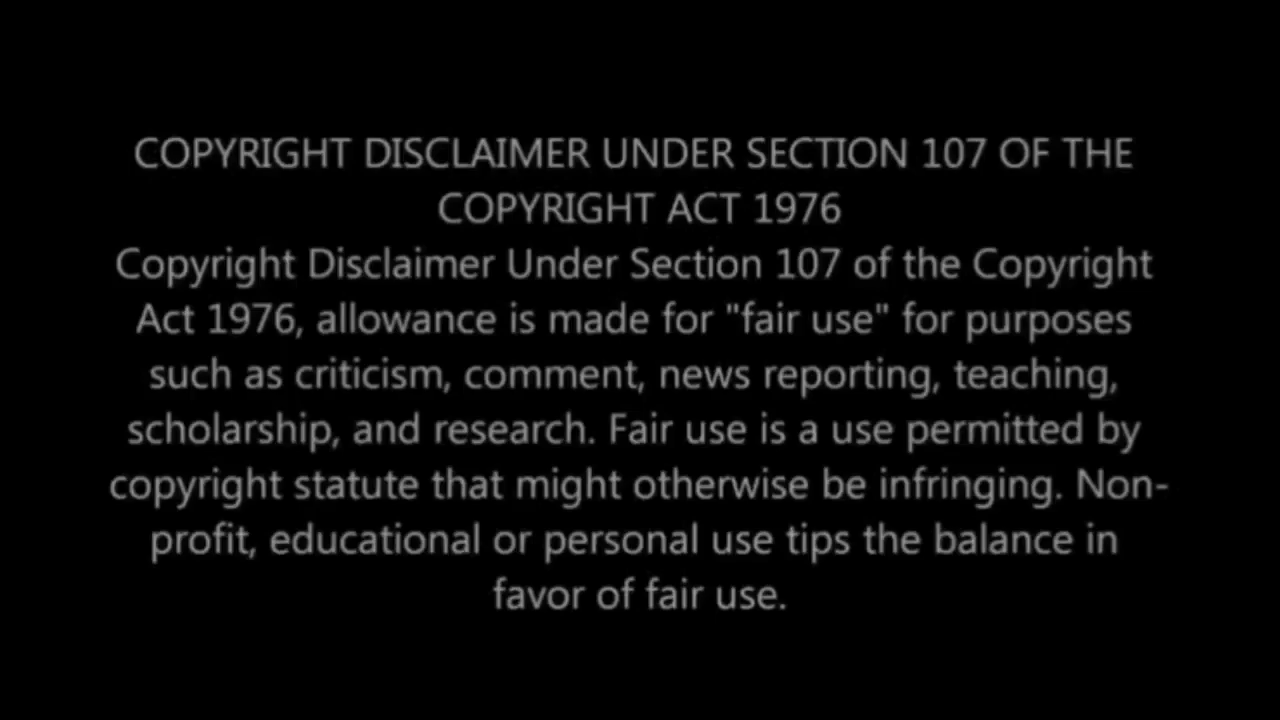 COPYRIGHT DISCLAIMER UNDER SECTION 107 OF THE
COPYRIGHT ACT 1976
Copyright Disclaimer Under Section 107 of the Copyright
Act 1976, allowance is made for "fair use" for purposes
such as criticism, comment, news reporting, teaching,
scholarship, and research. Fair use is a use permitted by
copyright statute that might otherwise be infringing. Non-
profit, educational or personal use tips the balance in
favor of fair use.